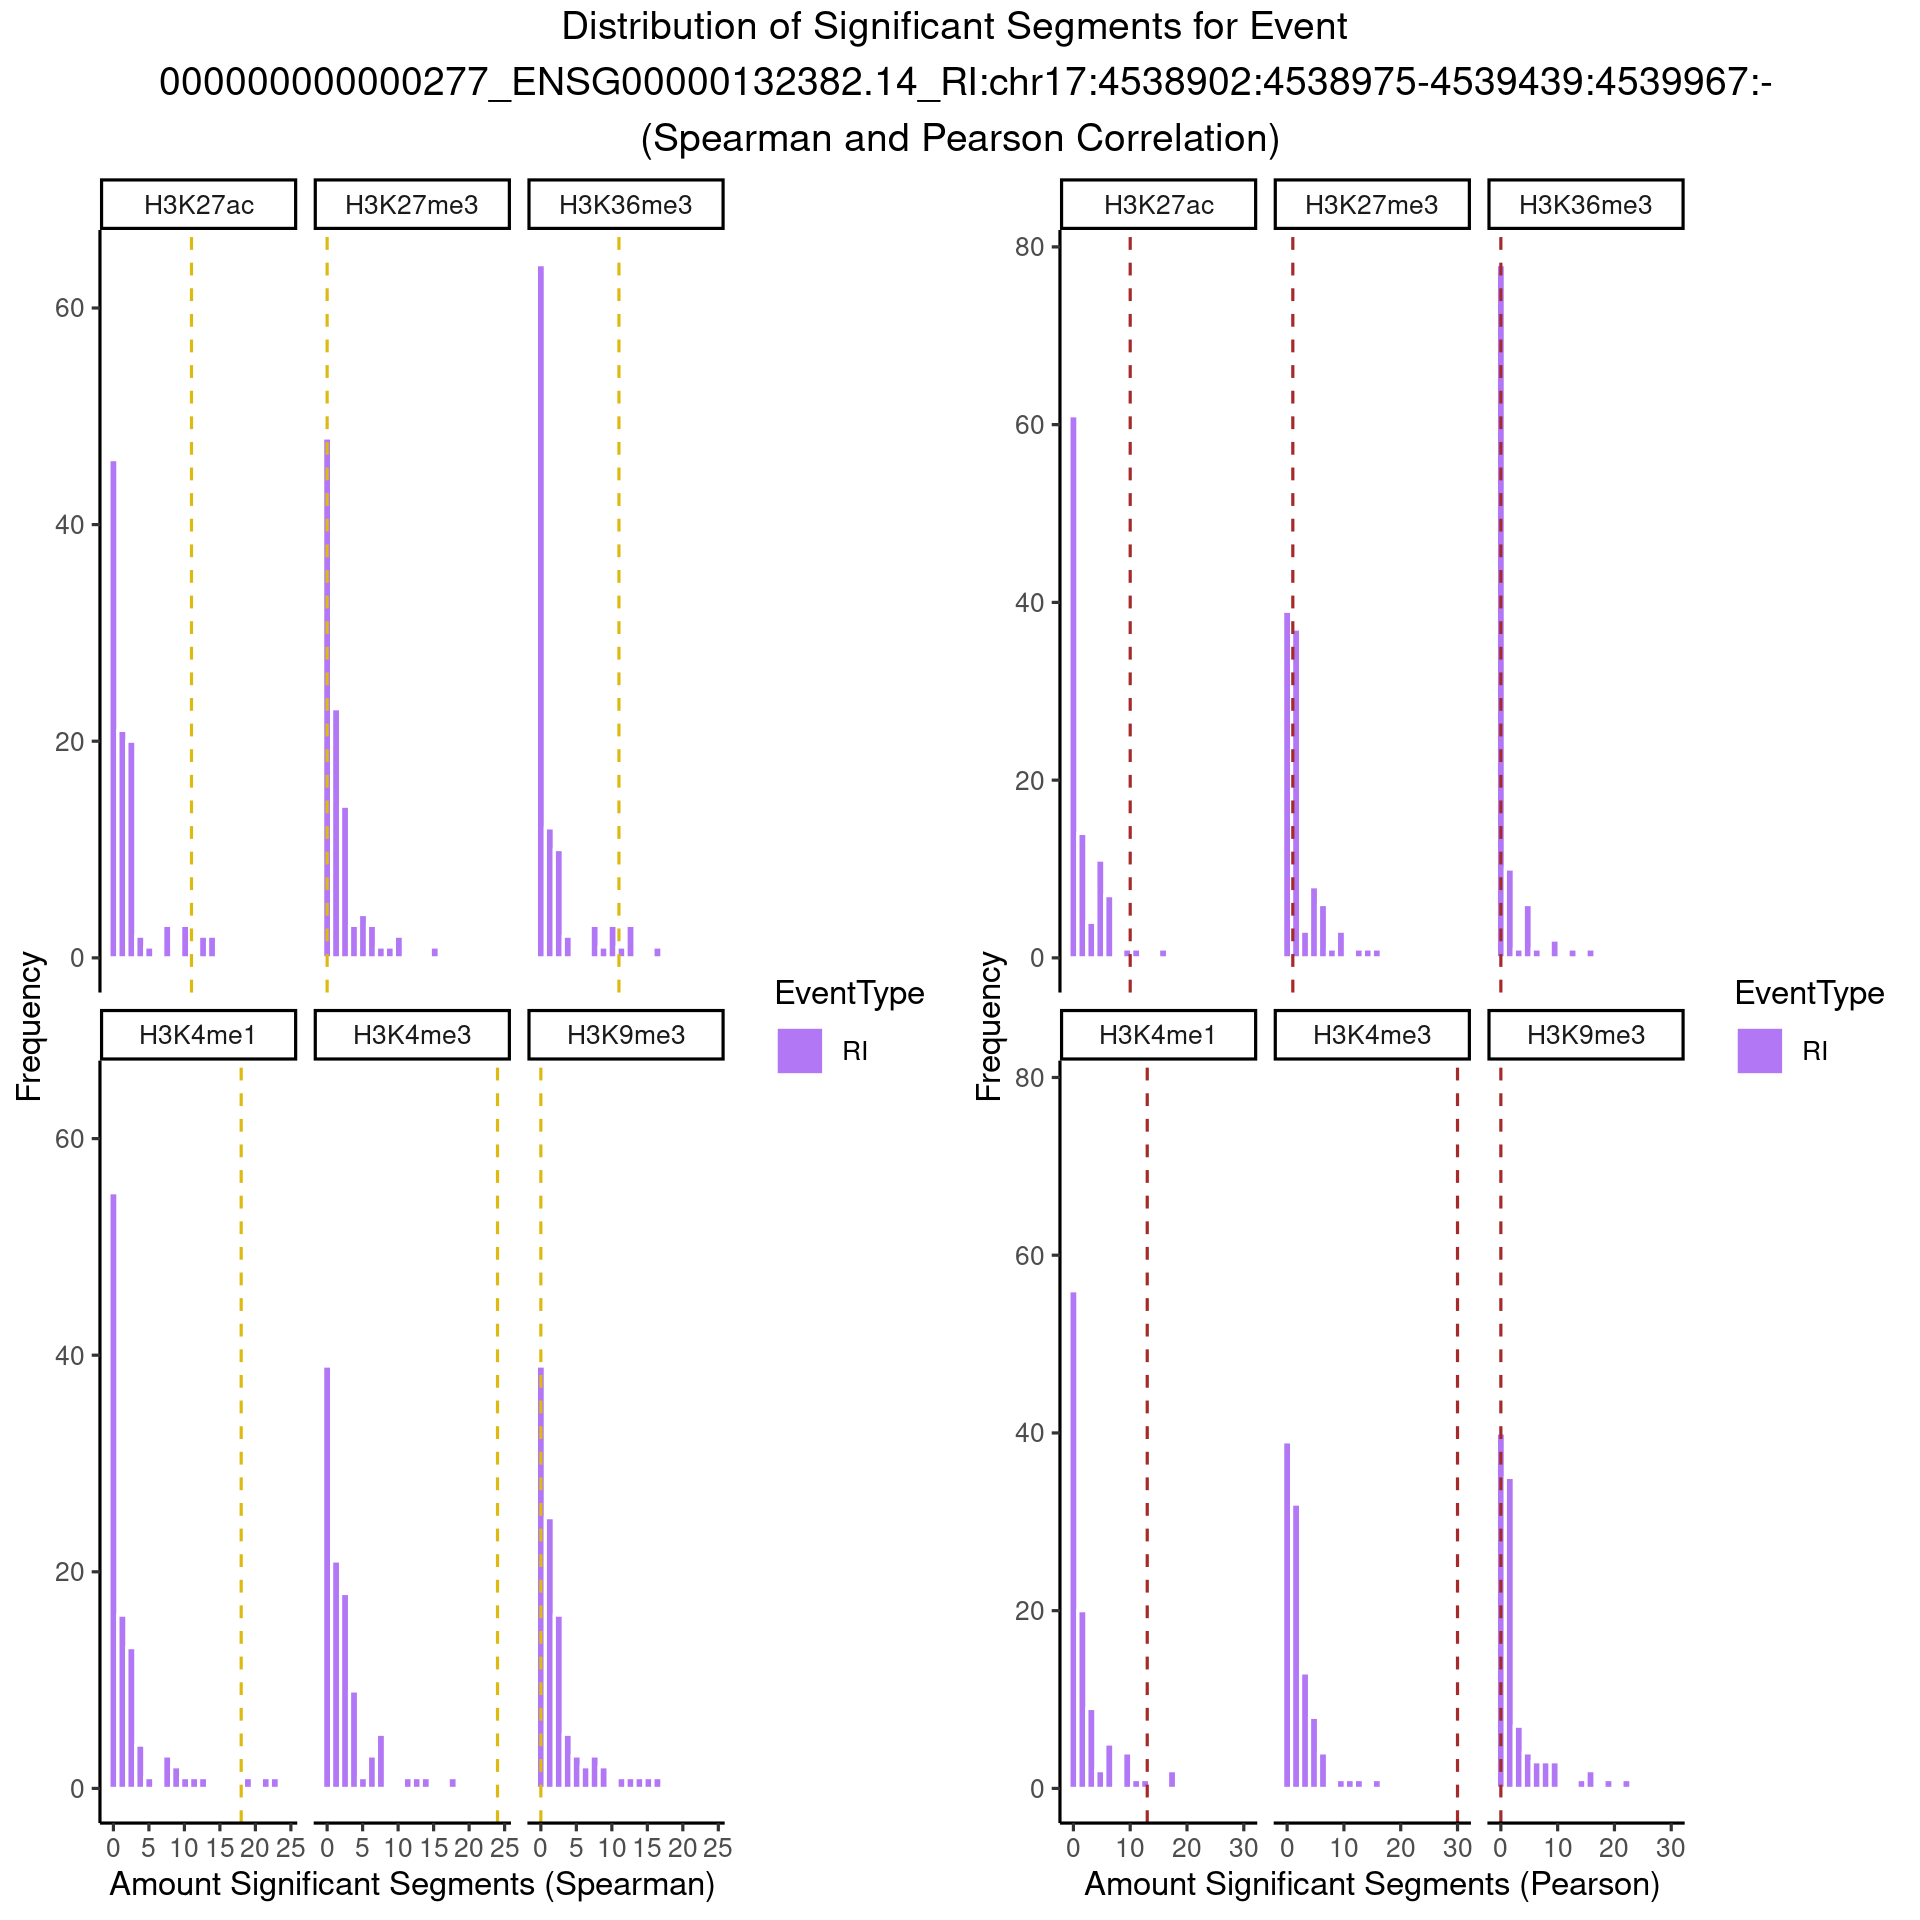 Distribution of Significant Segments for Event
000000000000277_ENSG00000132382.14_RI:chr17:4538902:4538975-4539439:4539967:-
(Spearman and Pearson Correlation)
H3K27ac H3K27me3 H3K36me3
60
40
20
0
H3K4me1 H3K4me3 H3K9me3
60
40
20
0
0 5 10 15 20 25 0 5 10 15 20 25 0 5 10 15 20 25
Amount Significant Segments (Spearman)
Frequency
EventType
RI
H3K27ac H3K27me3 H3K36me3
80
60
40
20
0
H3K4me1 H3K4me3 H3K9me3
80
60
40
20
0
0 10 20 30 0 10 20 30 0 10 20 30
Amount Significant Segments (Pearson)
Frequency
EventType
RI